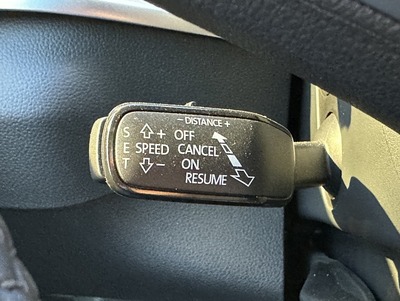 - DISTANCE +
S + OFF
E SPEED CANCEL
T - ON
RESUME